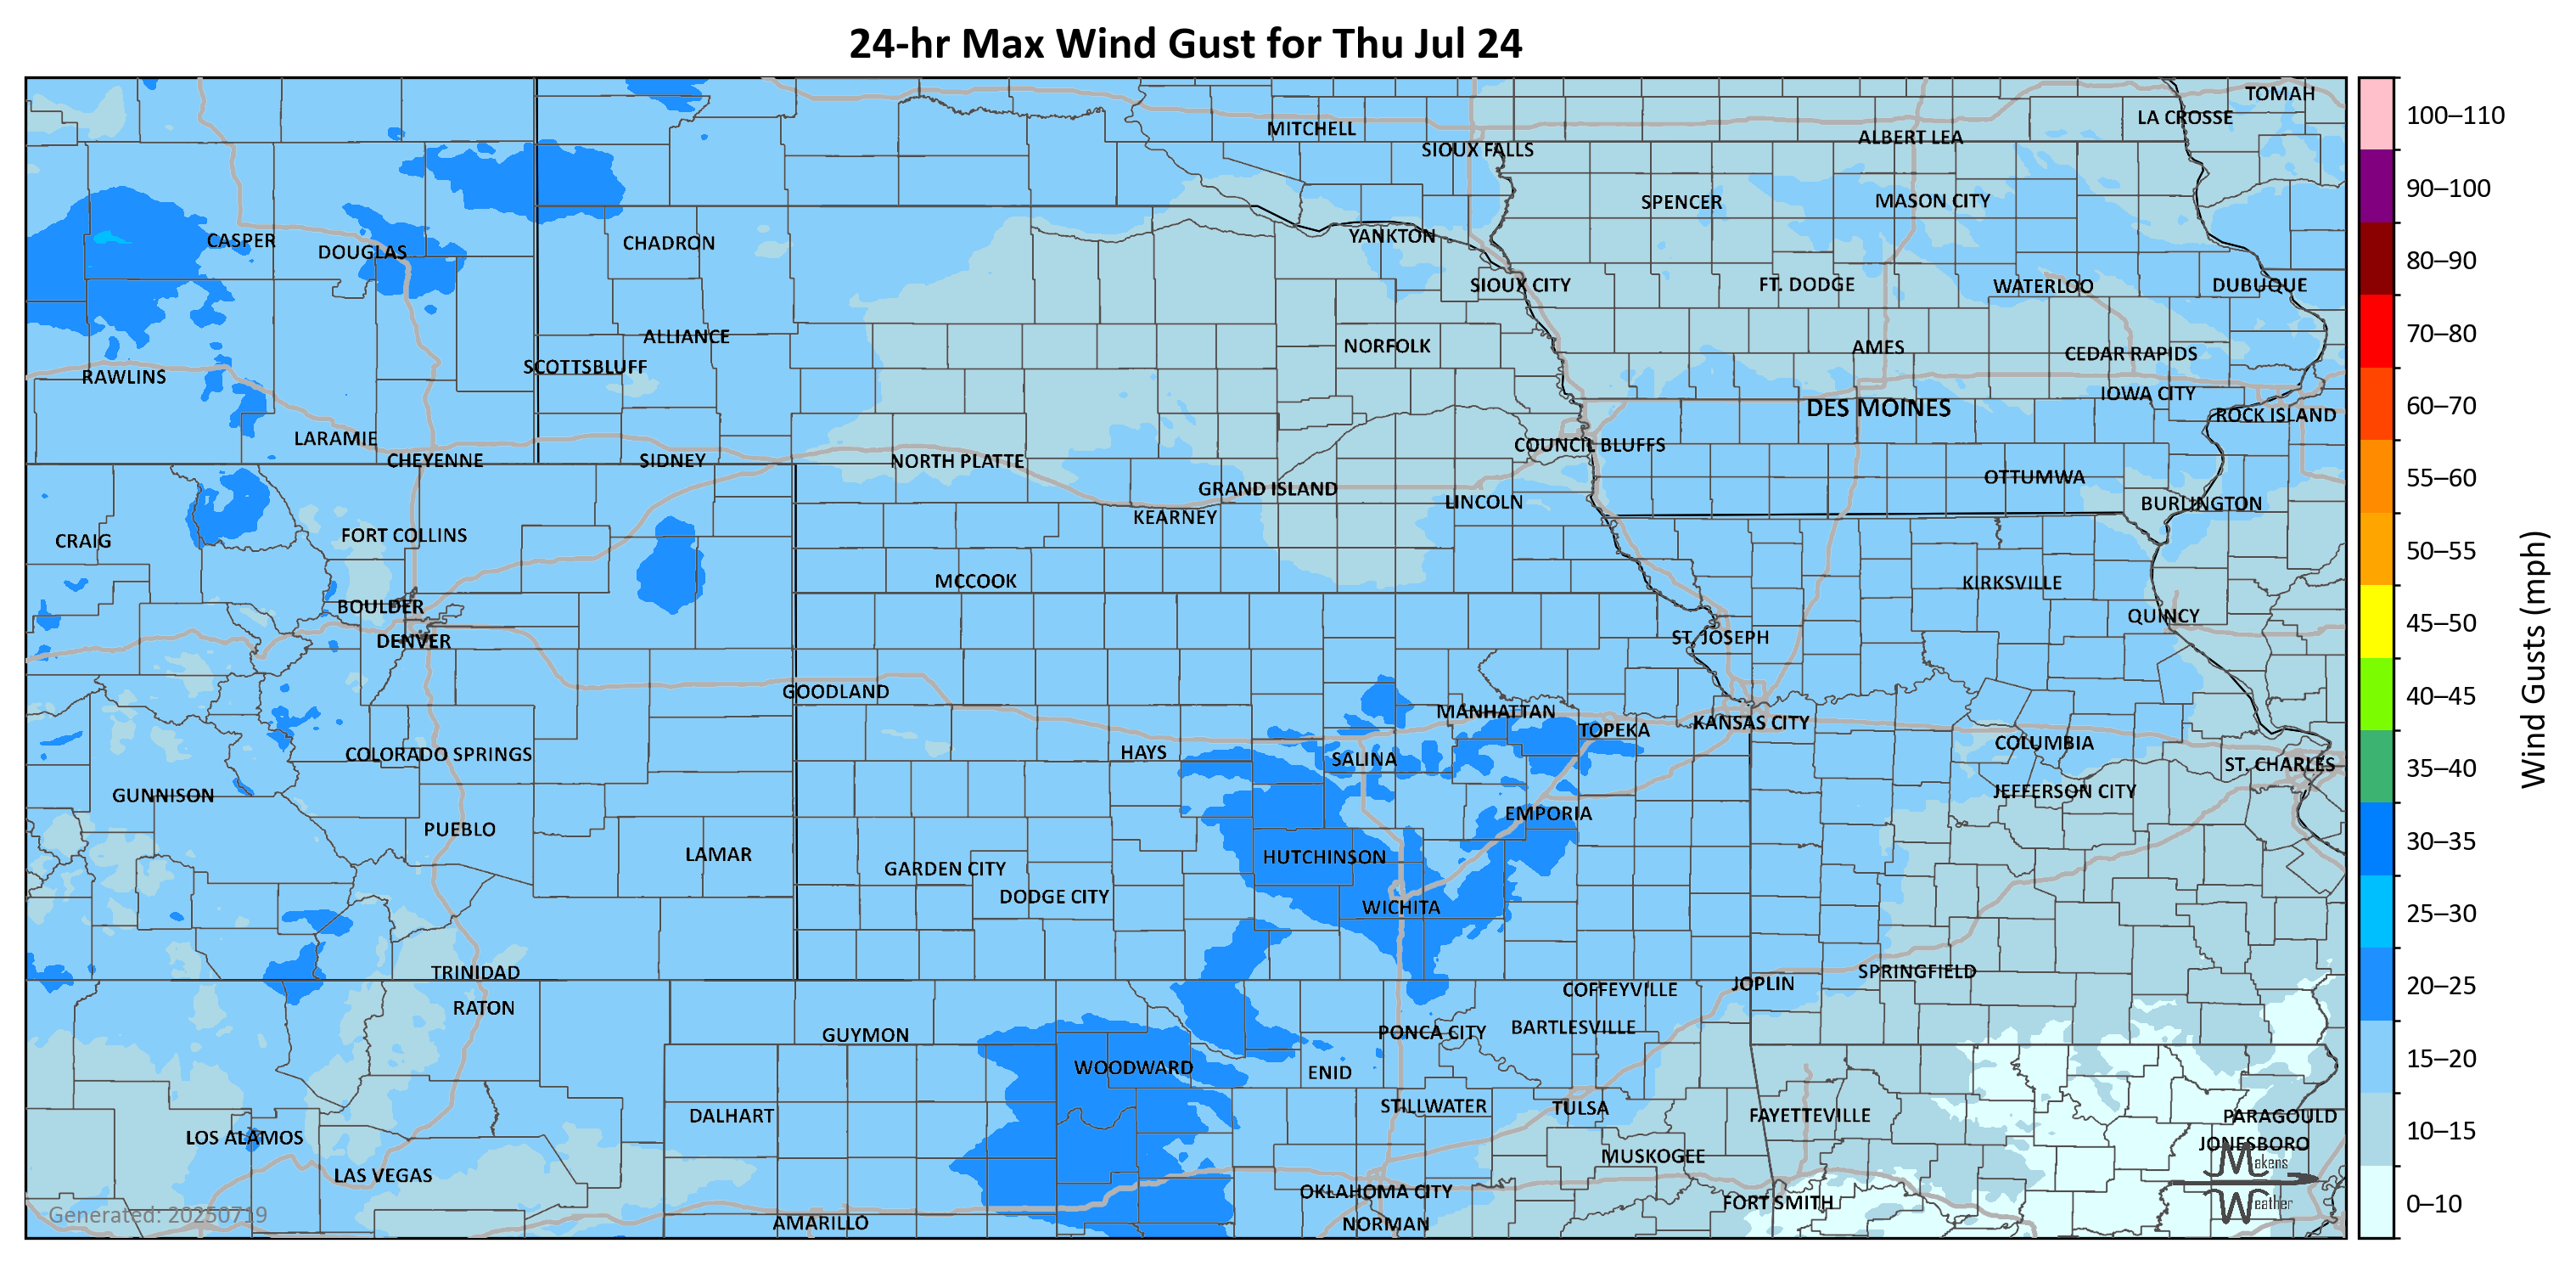 24-hr Max Wind Gust for Thu Jul 24
TOMAH
LA CROSSE
MITCHELL
ALBERT LEA
SIOUX FALLS
SPENCER
MASON CITY
CASPER
DOUGLAS
CHADRON
YANKTON
SIOUX CITY
FT. DODGE
WATERLOO
DUBUQUE
ALLIANCE
NORFOLK
AMES
CEDAR RAPIDS
SCOTTSBLUFF
RAWLINS
IOWA CITY
DES MOINES
ROCK ISLAND
LARAMIE
COUNCIL BLUFFS
CHEYENNE
SIDNEY
NORTH PLATTE
OTTUMWA
GRAND ISLAND
LINCOLN
BURLINGTON
KEARNEY
FORT COLLINS
CRAIG
MCCOOK
KIRKSVILLE
BOULDER
QUINCY
DENVER
ST. JOSEPH
GOODLAND
MANHATTAN
TOPEKA
KANSAS CITY
COLORADO SPRINGS
HAYS
SALINA
COLUMBIA
ST. CHARLES
GUNNISON
JEFFERSON CITY
EMPORIA
PUEBLO
LAMAR
HUTCHINSON
GARDEN CITY
DODGE CITY
WICHITA
TRINIDAD
SPRINGFIELD
JOPLIN
COFFEYVILLE
RATON
GUYMON
PONCA CITY
BARTLESVILLE
WOODWARD
ENID
STILLWATER
TULSA
DALHART
FAYETTEVILLE
PARAGOULD
LOS ALAMOS
JONESBORO
MUSKOGEE
LAS VEGAS
OKLAHOMA CITY
FORT SMITH
AMARILLO
NORMAN
Generated: 20250719
Makens
Weather
100–110
90–100
80–90
70–80
60–70
55–60
50–55
45–50
40–45
35–40
30–35
25–30
20–25
15–20
10–15
0–10
Wind Gusts (mph)